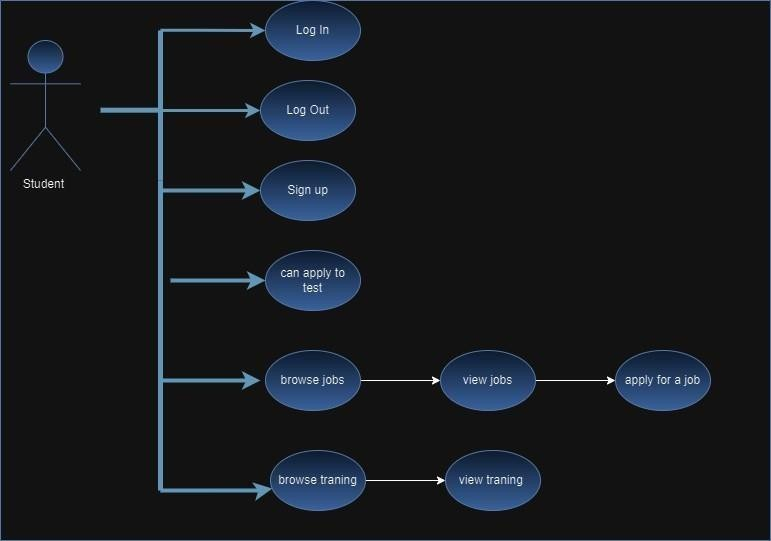 Log In
Log Out
Student
Sign up
can apply to
test
browse jobs
view jobs
apply for a job
browse traning
view traning